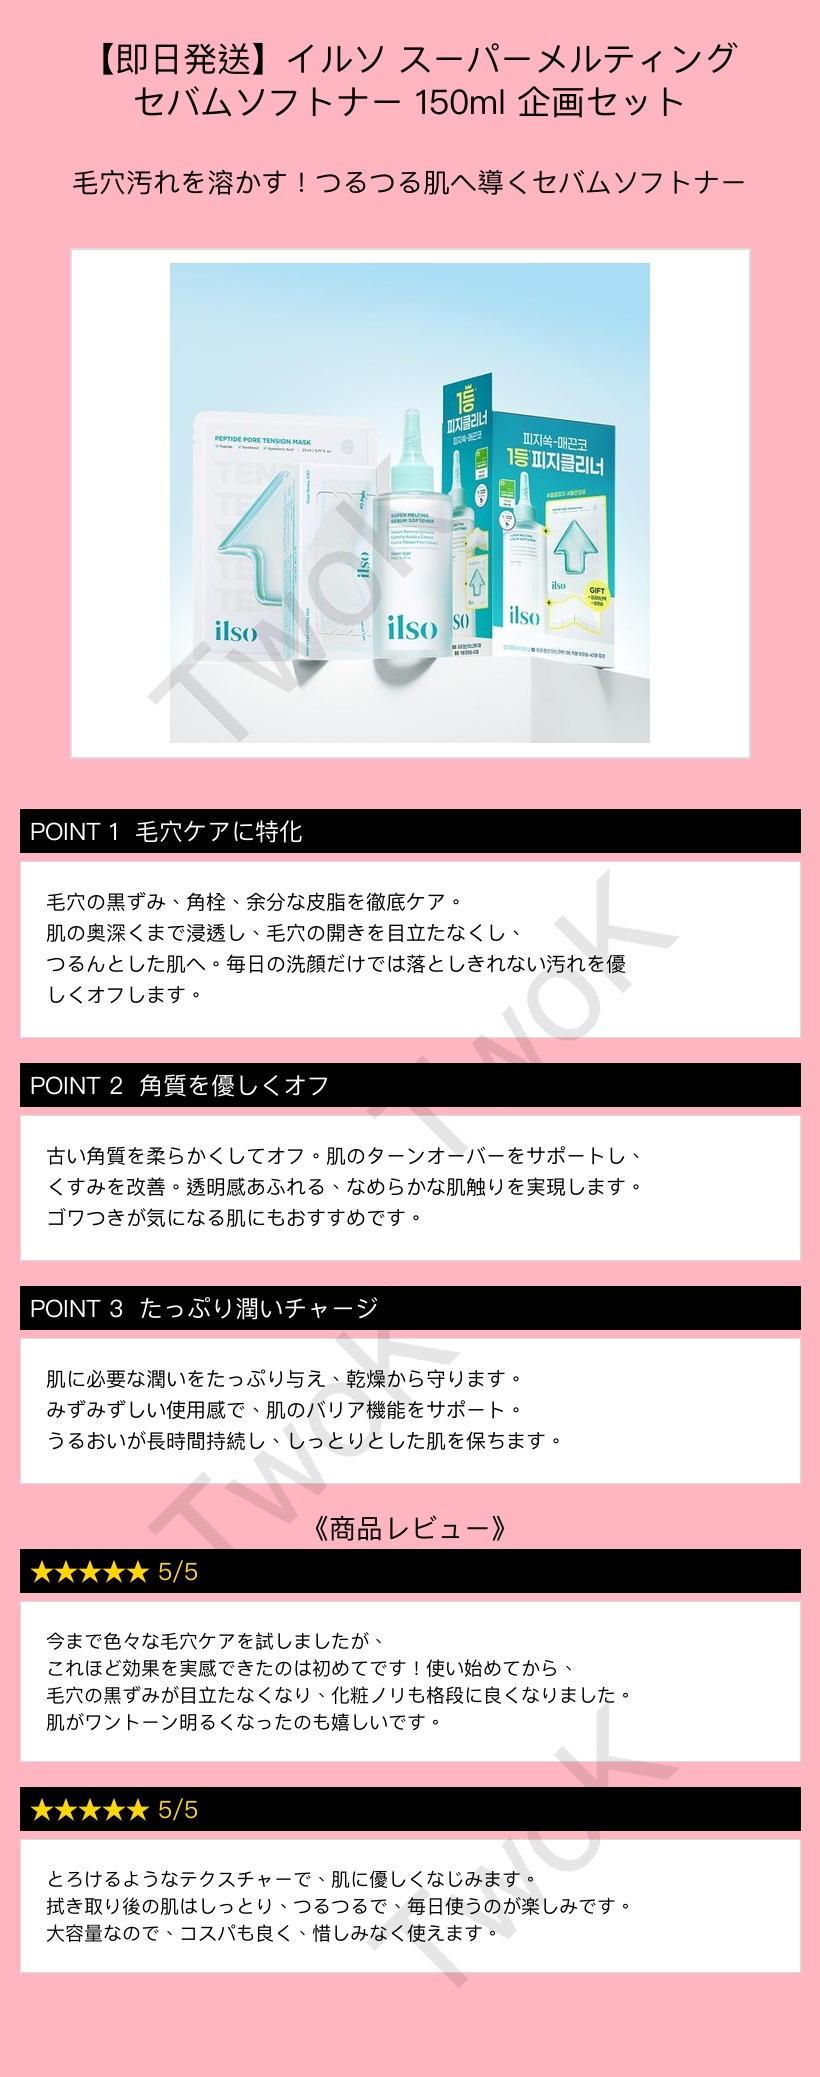 【即日発送】イルソ スーパーメルティング
セバムソフトナー 150ml 企画セット
毛穴汚れを溶かす！つるつる肌へ導くセバムソフトナー
PEPTIDE PORE TENSION MASK
Peptide Panthenol Hyaluronic Acid
ilso
ilso
SUPER MELTING
SEBUM SOFTENER
ilso
1등
피지클리너
피지쏙-매끈코
피지쏙-매끈코
1등 피지클리너
GIFT
ilso
ilso
TwoK
POINT 1 毛穴ケアに特化
毛穴の黒ずみ、角栓、余分な皮脂を徹底ケア。
肌の奥深くまで浸透し、毛穴の開きを目立たなくし、
つるんとした肌へ。毎日の洗顔だけでは落としきれない汚れを優
しくオフします。
TwoK
POINT 2 角質を優しくオフ
古い角質を柔らかくしてオフ。肌のターンオーバーをサポートし、
くすみを改善。透明感あふれる、なめらかな肌触りを実現します。
ゴワつきが気になる肌にもおすすめです。
POINT 3 たっぷり潤いチャージ
肌に必要な潤いをたっぷり与え、乾燥から守ります。
みずみずしい使用感で、肌のバリア機能をサポート。
うるおいが長時間持続し、しっとりとした肌を保ちます。
TwoK
《商品レビュー》
★★★★★ 5/5
今まで色々な毛穴ケアを試しましたが、
これほど効果を実感できたのは初めてです！使い始めてから、
毛穴の黒ずみが目立たなくなり、化粧ノリも格段に良くなりました。
肌がワントーン明るくなったのも嬉しいです。
★★★★★ 5/5
とろけるようなテクスチャーで、肌に優しくなじみます。
拭き取り後の肌はしっとり、つるつるで、毎日使うのが楽しみです。
大容量なので、コスパも良く、惜しみなく使えます。
TwoK